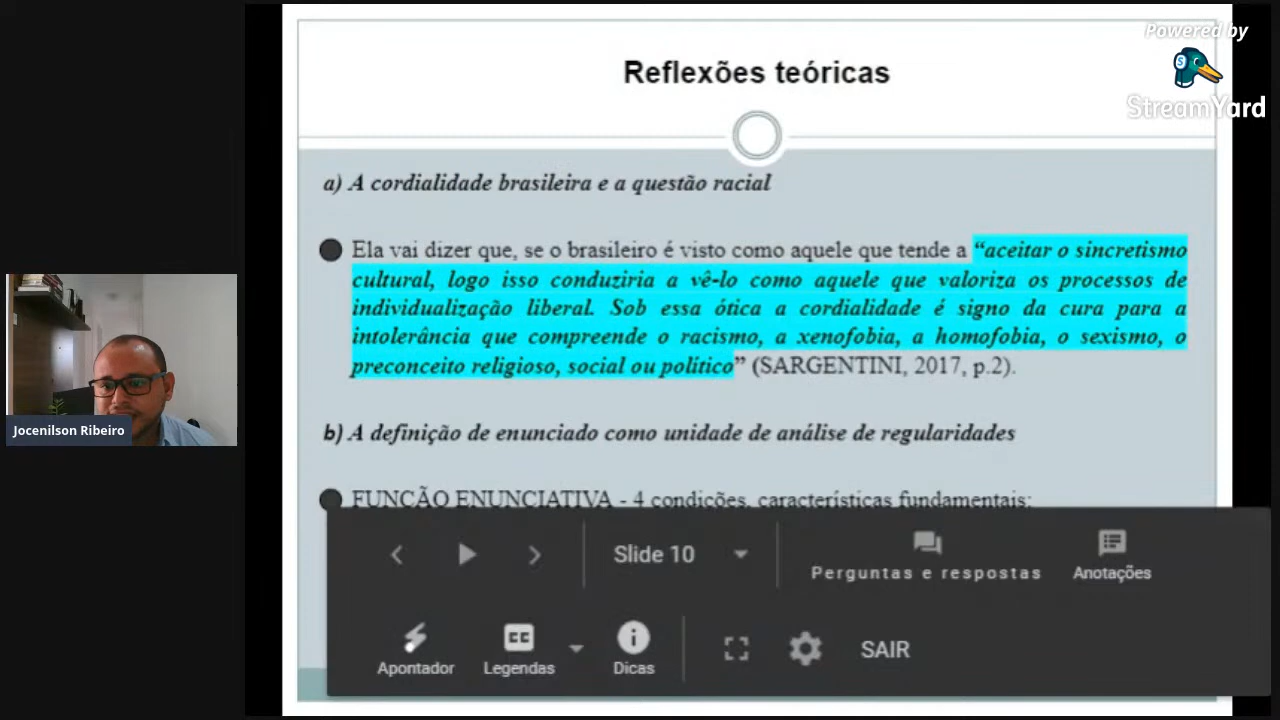 Powered by
StreamYard
Reflexões teóricas
a) A cordialidade brasileira e a questão racial
Ela vai dizer que, se o brasileiro é visto como aquele que tende a “aceitar o sincretismo
cultural, logo isso conduziria a vê-lo como aquele que valoriza os processos de
individualização liberal. Sob essa ótica a cordialidade é signo da cura para a
intolerância que compreende o racismo, a xenofobia, a homofobia, o sexismo, o
preconceito religioso, social ou político” (SARGENTINI, 2017, p.2).
Jocenilson Ribeiro
b) A definição de enunciado como unidade de análise de regularidades
FUNÇÃO ENUNCIATIVA - 4 condições, características fundamentais:
Slide 10
Perguntas e respostas
Anotações
Apontador
CC
Legendas
Dicas
SAIR